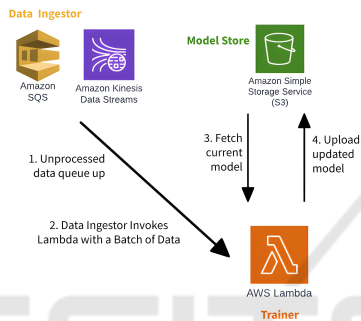 Data Ingestor
Amazon
SQS
Amazon Kinesis
Data Streams
Model Store
Amazon Simple
Storage Service
(S3)
1. Unprocessed
data queue up
2. Data Ingestor Invokes
Lambda with a Batch of Data
3. Fetch
current
model
4. Upload
updated
model
AWS Lambda
Trainer